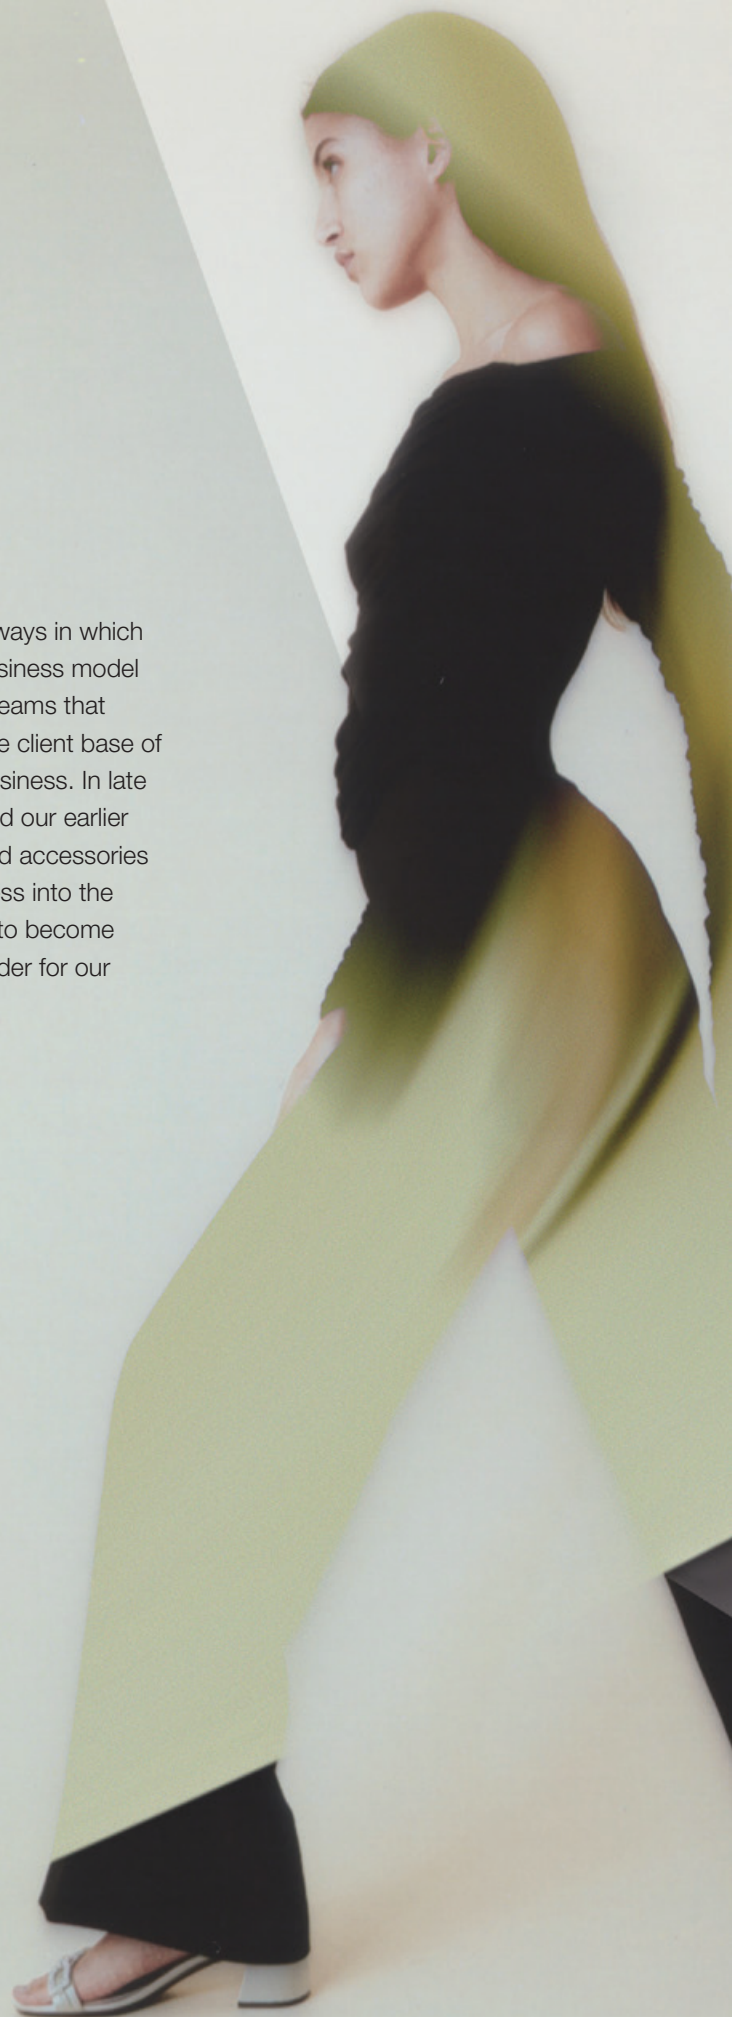 ways in which
siness model
eams that
e client base of
siness. In late
d our earlier
d accessories
ss into the
to become
der for our